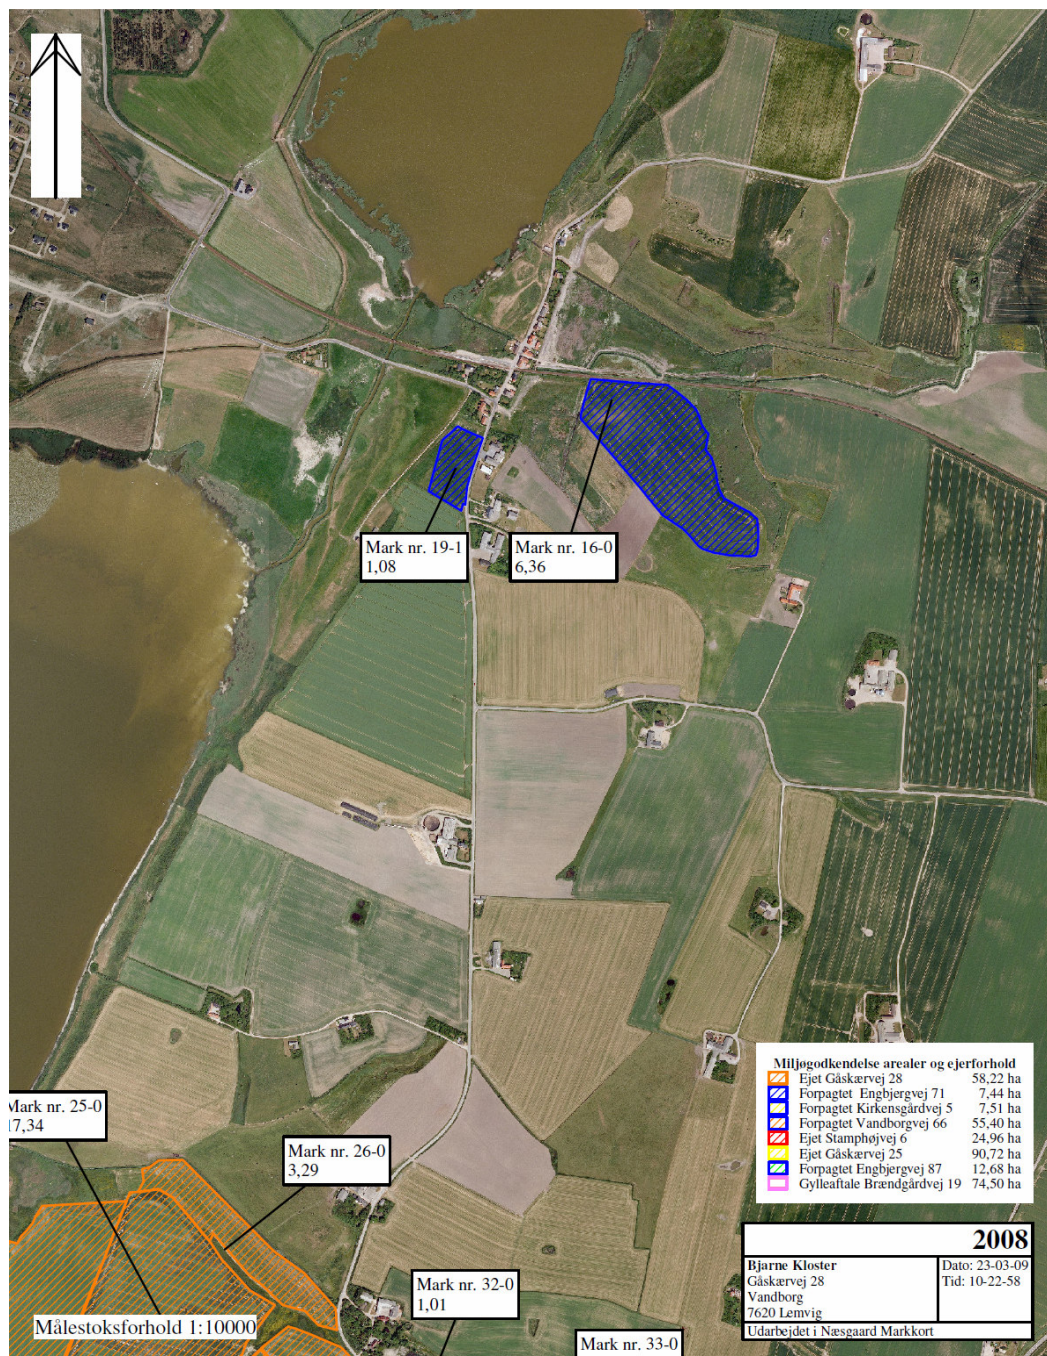 Mark nr. 19-1
1,08
Mark nr. 16-0
6,36
Miljøgodkendelse arealer og ejerforhold
Ejet Gåskærvej 28 58,22 ha
Forpagtet Engbjergvej 71 7,44 ha
Forpagtet Kirkensgårdvej 5 7,51 ha
Forpagtet Vandborgvej 66 55,40 ha
Ejet Stamphøjvej 6 24,96 ha
Ejet Gåskærvej 25 90,72 ha
Forpagtet Engbjergvej 87 12,68 ha
Gylleaftale Brændgårdvej 19 74,50 ha
Mark nr. 25-0
17,34
Mark nr. 26-0
3,29
Mark nr. 32-0
1,01
Mark nr. 33-0
Målestoksforhold 1:10000
2008
Bjarne Kloster
Gåskærvej 28
Vandborg
7620 Lemvig
Dato: 23-03-09
Tid: 10-22-58
Udarbejdet i Næsgaard Markkort